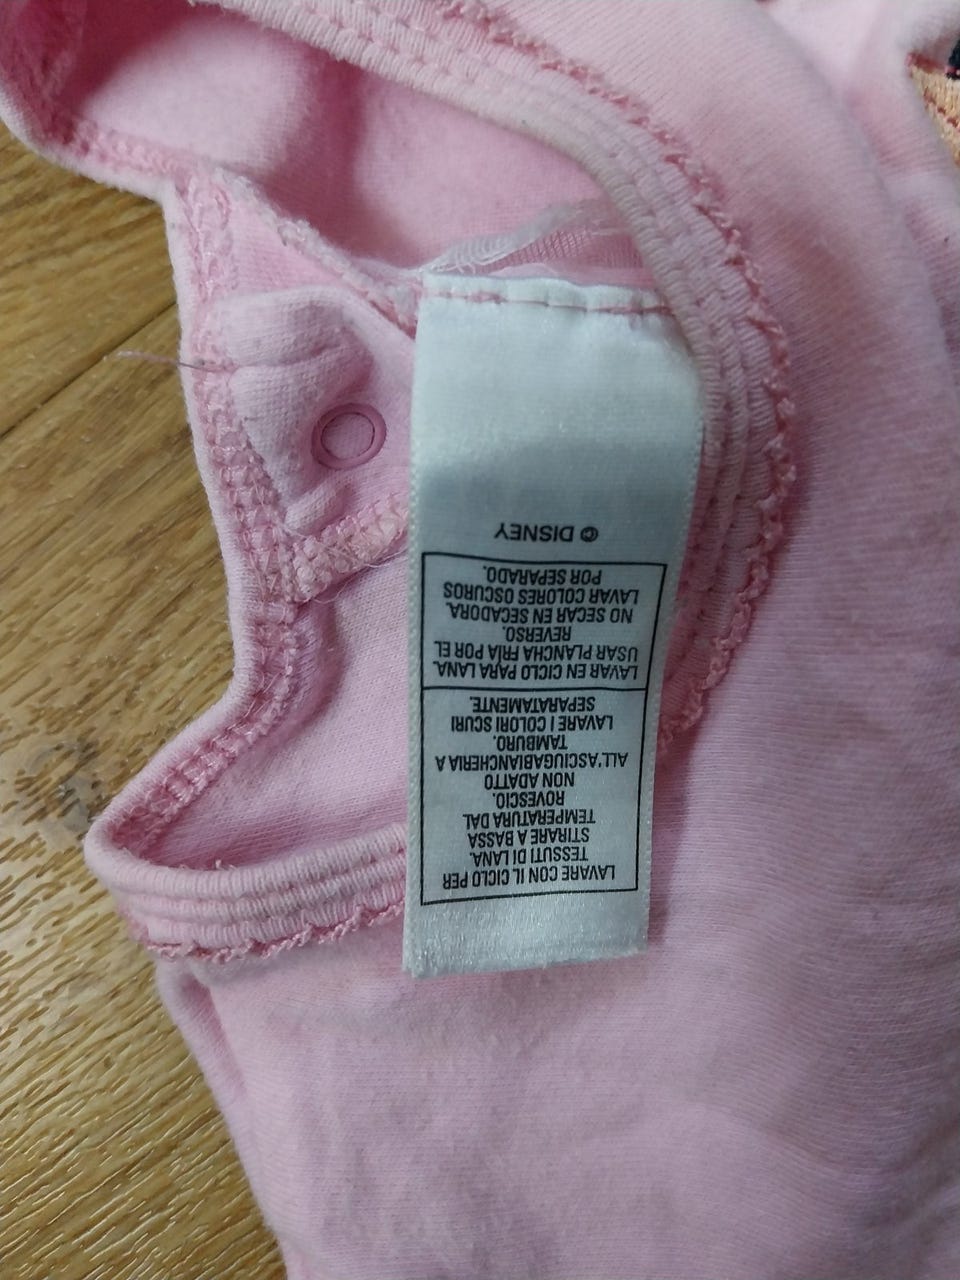 LAVARE CON IL CICLO PER
TESSUTI DI LANA.
STIRARE A BASSA
TEMPERATURA DAL
ROVESCIO.
NON ADATTO
ALL'ASCIUGABIANCHERIA A
TAMBURO.
LAVARE I COLORI SCURI
SEPARATAMENTE.
LAVAR EN CICLO PARA LANA.
USAR PLANCHA FRIA POR EL
REVERSO.
NO SECAR EN SECADORA.
LAVAR COLORES OSCUROS
POR SEPARADO.
© DISNEY